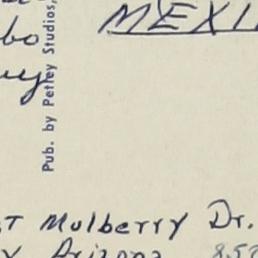 MEXI
bo
Pub. by Petley Studios,
T Mulberry Dr.
Y Arizona 85